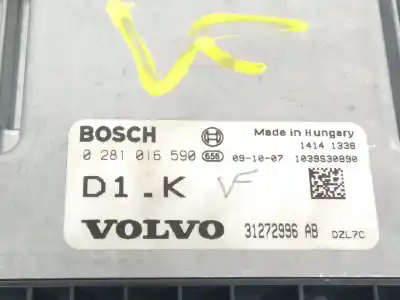 VF
BOSCH
Made in Hungary
1414 1338
0 281 016 590 656 09-10-07 1039S30890
D1.K VF
VOLVO 31272996 AB DZL7C